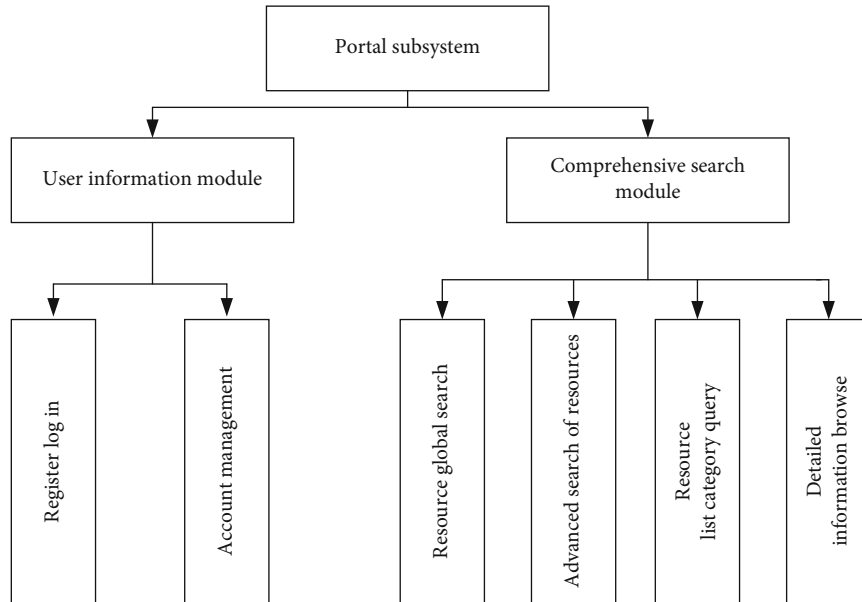 Portal subsystem
User information module
Comprehensive search
module
Register log in
Account management
Resource global search
Advanced search of resources
Resource
list category query
Detailed
information browse